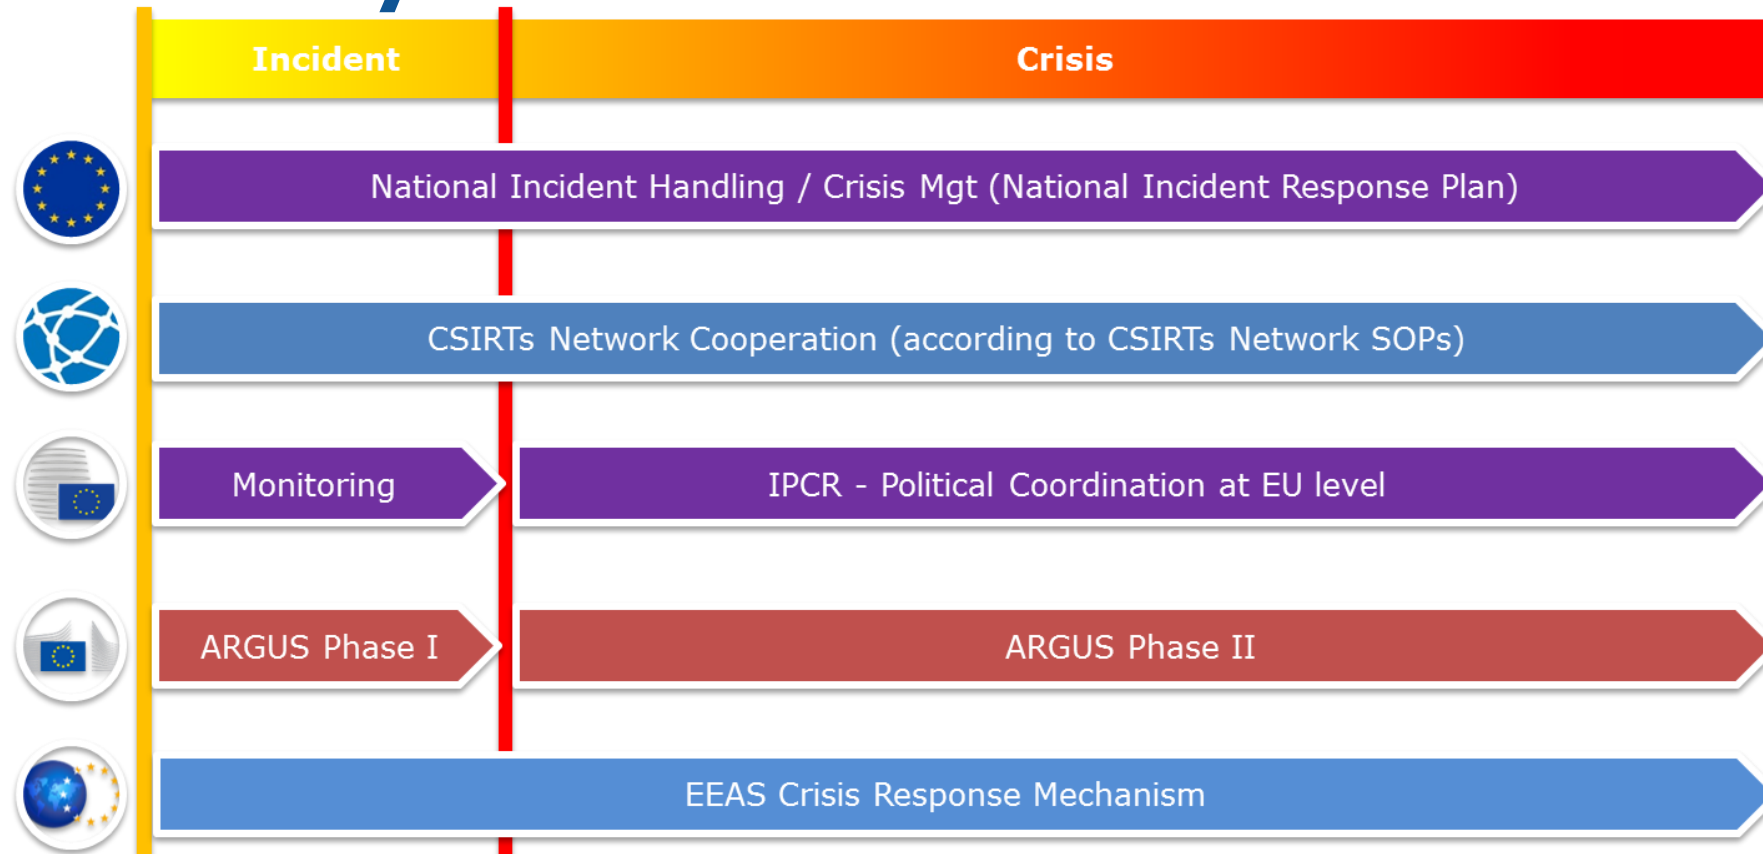 Incident
Crisis
National Incident Handling / Crisis Mgt (National Incident Response Plan)
CSIRTs Network Cooperation (according to CSIRTs Network SOPs)
Monitoring
IPCR - Political Coordination at EU level
ARGUS Phase I
ARGUS Phase II
EEAS Crisis Response Mechanism